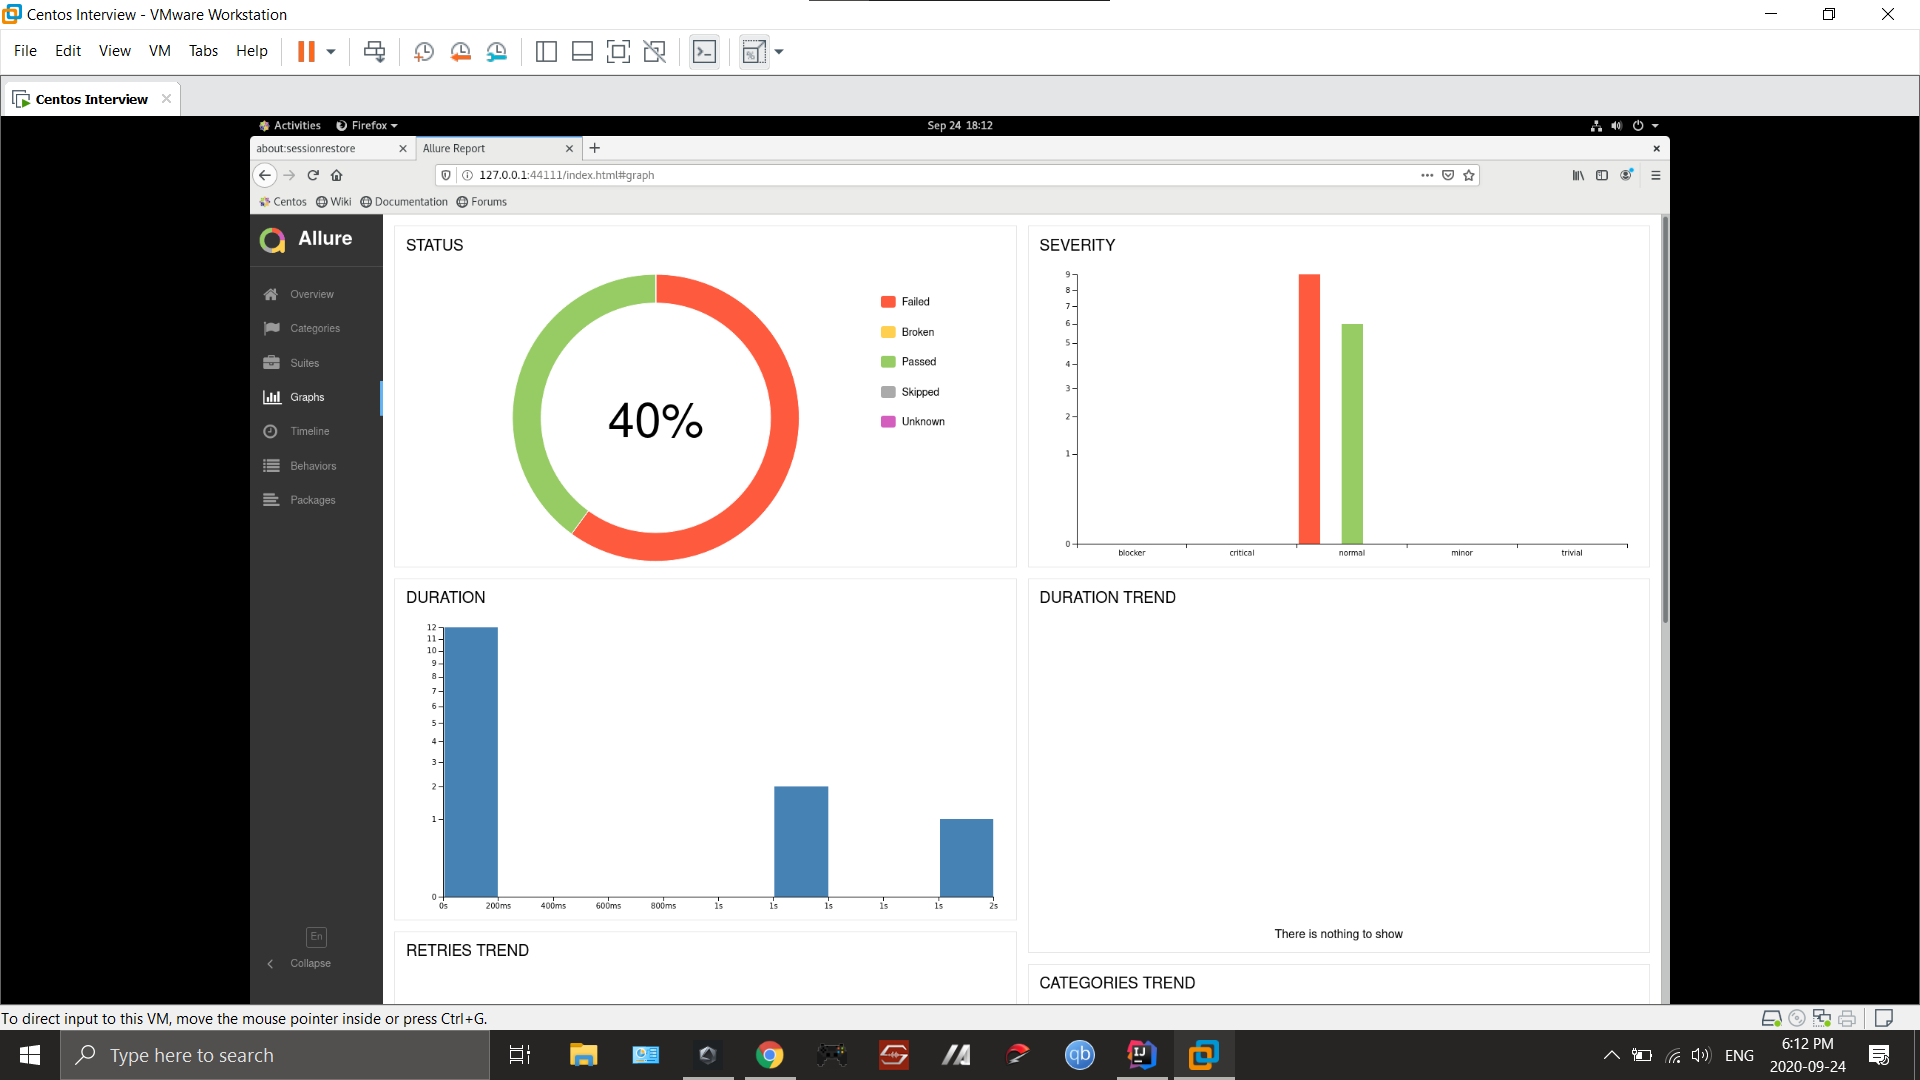 Centos Interview - VMware Workstation
File Edit View VM Tabs Help
Centos Interview
Activities Firefox Sep 24 18:12
about:sessionrestore Allure Report
127.0.0.1:44111/index.html#graph
Centos Wiki Documentation Forums
Allure
Overview
Categories
Suites
Graphs
Timeline
Behaviors
Packages
En
Collapse
STATUS
40%
Failed
Broken
Passed
Skipped
Unknown
SEVERITY
9
8
7
6
5
4
3
2
1
0
blocker critical normal minor trivial
DURATION
12
11
10
9
8
7
6
5
4
3
2
1
0
0s 200ms 400ms 600ms 800ms 1s 1s 1s 1s 1s 2s
DURATION TREND
There is nothing to show
RETRIES TREND
CATEGORIES TREND
To direct input to this VM, move the mouse pointer inside or press Ctrl+G.
Type here to search
qb
IJ
ENG
6:12 PM
2020-09-24